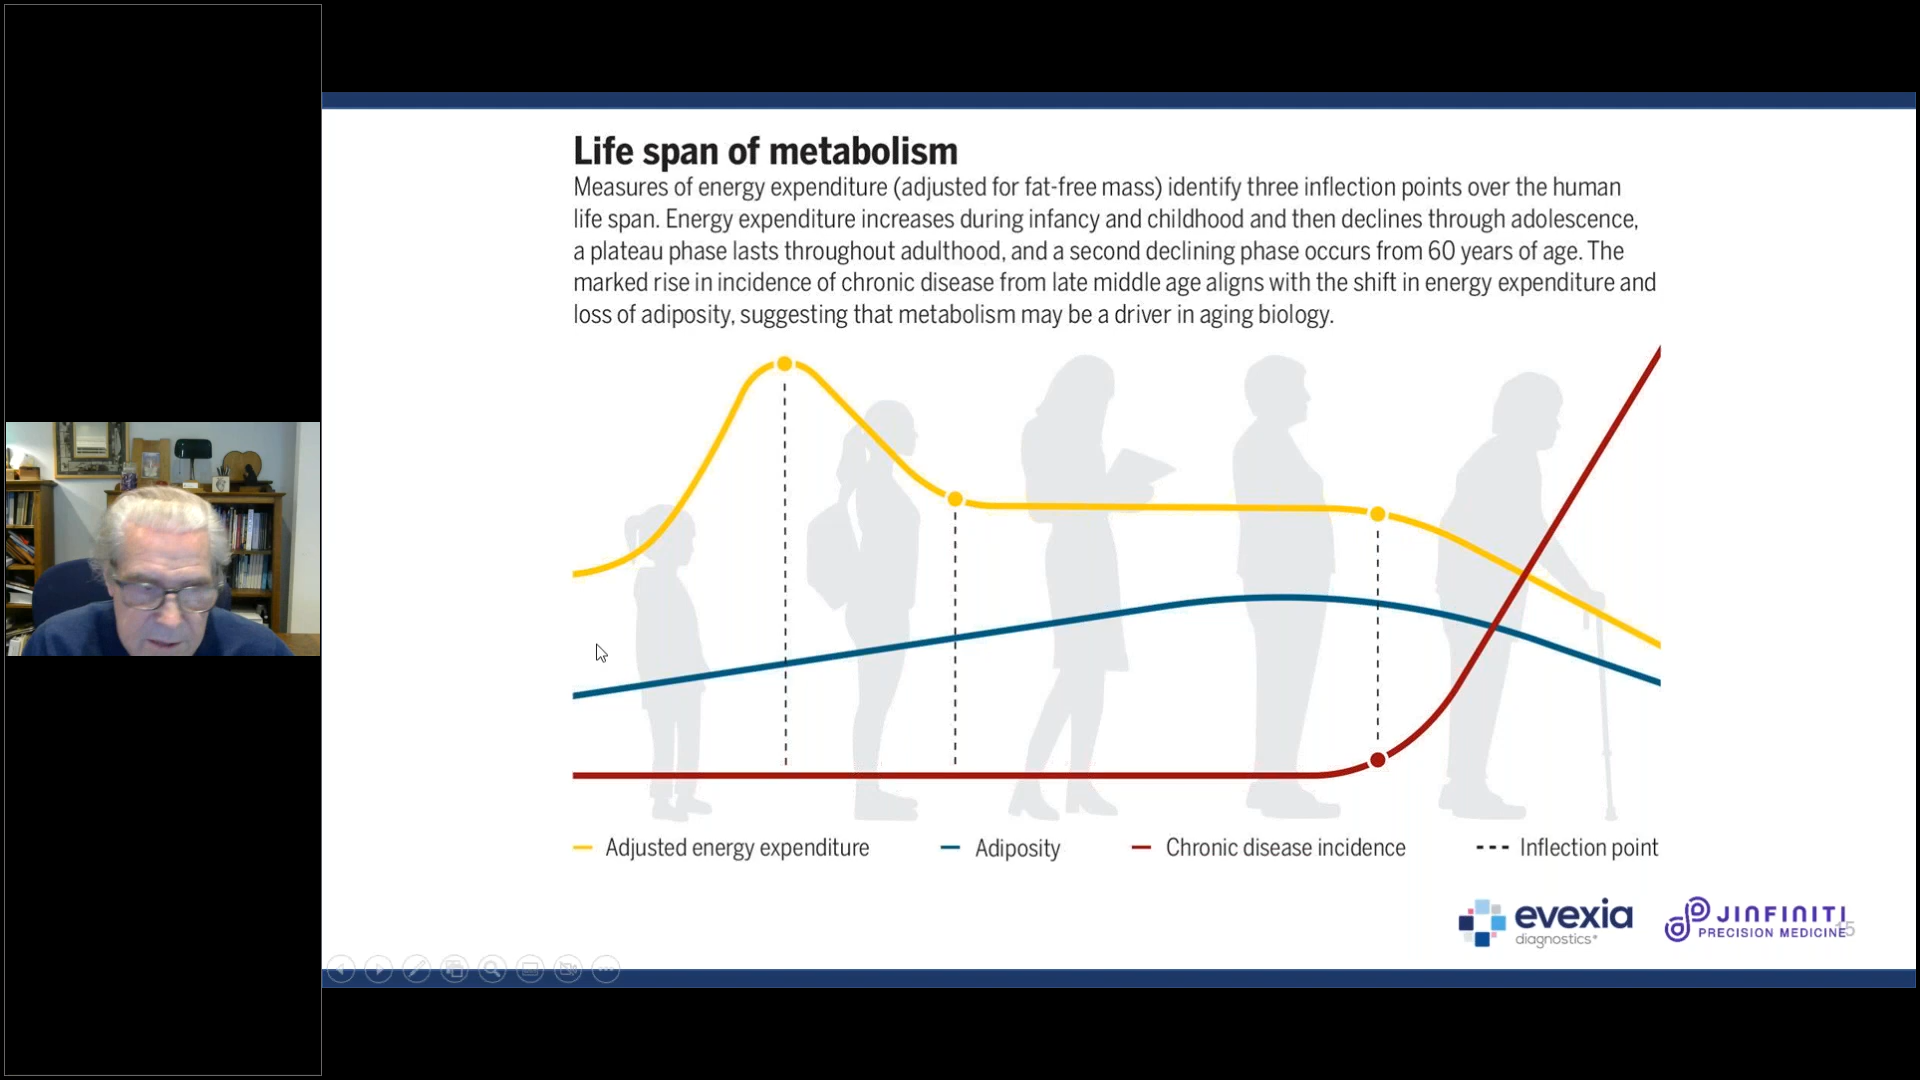 Life span of metabolism
Measures of energy expenditure (adjusted for fat-free mass) identify three inflection points over the human
life span. Energy expenditure increases during infancy and childhood and then declines through adolescence,
a plateau phase lasts throughout adulthood, and a second declining phase occurs from 60 years of age. The
marked rise in incidence of chronic disease from late middle age aligns with the shift in energy expenditure and
loss of adiposity, suggesting that metabolism may be a driver in aging biology.
Adjusted energy expenditure
Adiposity
Chronic disease incidence
Inflection point
evexia
diagnostics®
JINFINITI
PRECISION MEDICINE
15